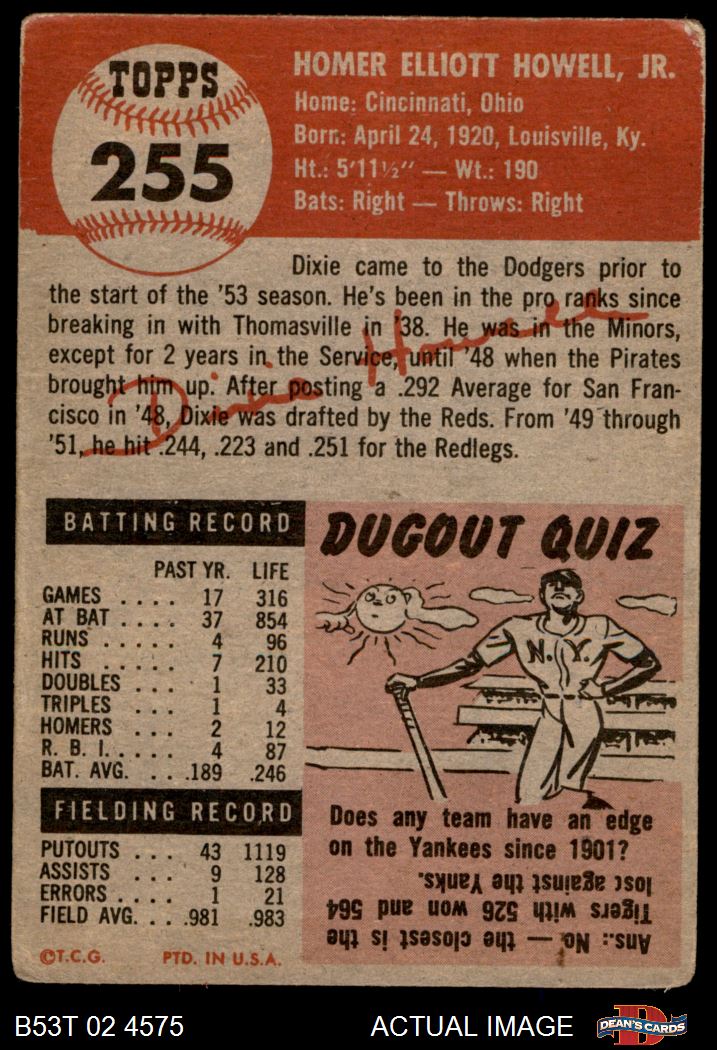 TOPPS
255
HOMER ELLIOTT HOWELL, JR.
Home: Cincinnati, Ohio
Born: April 24, 1920, Louisville, Ky.
Ht.: 5'11½" — Wt.: 190
Bats: Right — Throws: Right
Dixie came to the Dodgers prior to
the start of the '53 season. He's been in the pro ranks since
breaking in with Thomasville in '38. He was in the Minors,
except for 2 years in the Service, until '48 when the Pirates
brought him up. After posting a .292 Average for San Fran-
cisco in '48, Dixie was drafted by the Reds. From '49 through
'51, he hit .244, .223 and .251 for the Redlegs.
Dixie Howell
BATTING RECORD
PAST YR. LIFE
GAMES .... 17 316
AT BAT .... 37 854
RUNS ..... 4 96
HITS ..... 7 210
DOUBLES ... 1 33
TRIPLES ... 1 4
HOMERS ... 2 12
R. B. I. .... 4 87
BAT. AVG. ... .189 .246
FIELDING RECORD
PUTOUTS ... 43 1119
ASSISTS ... 9 128
ERRORS .... 1 21
FIELD AVG. ... .981 .983
©T.C.G. PTD. IN U.S.A.
DUGOUT QUIZ
N.Y.
Does any team have an edge
on the Yankees since 1901?
Ans.: No — the closest is the
Tigers with 526 won and 564
lost against the Yanks.
B53T 02 4575
ACTUAL IMAGE
D
DEAN'S CARDS